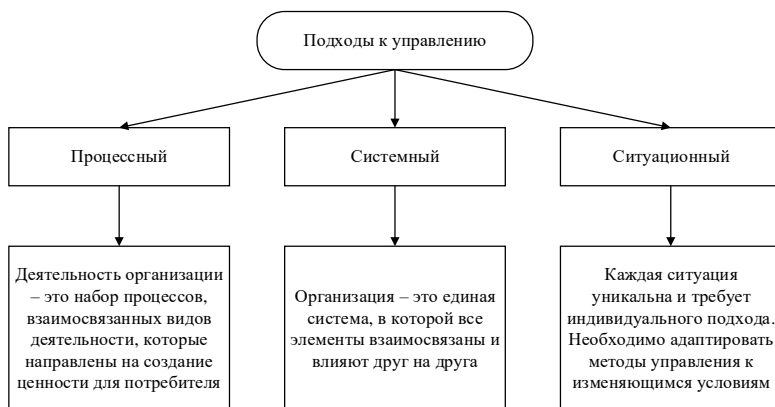 Подходы к управлению
Процессный
Системный
Ситуационный
Деятельность организации
– это набор процессов,
взаимосвязанных видов
деятельности, которые
направлены на создание
ценности для потребителя
Организация – это единая
система, в которой все
элементы взаимосвязаны и
влияют друг на друга
Каждая ситуация
уникальна и требует
индивидуального подхода.
Необходимо адаптировать
методы управления к
изменяющимся условиям